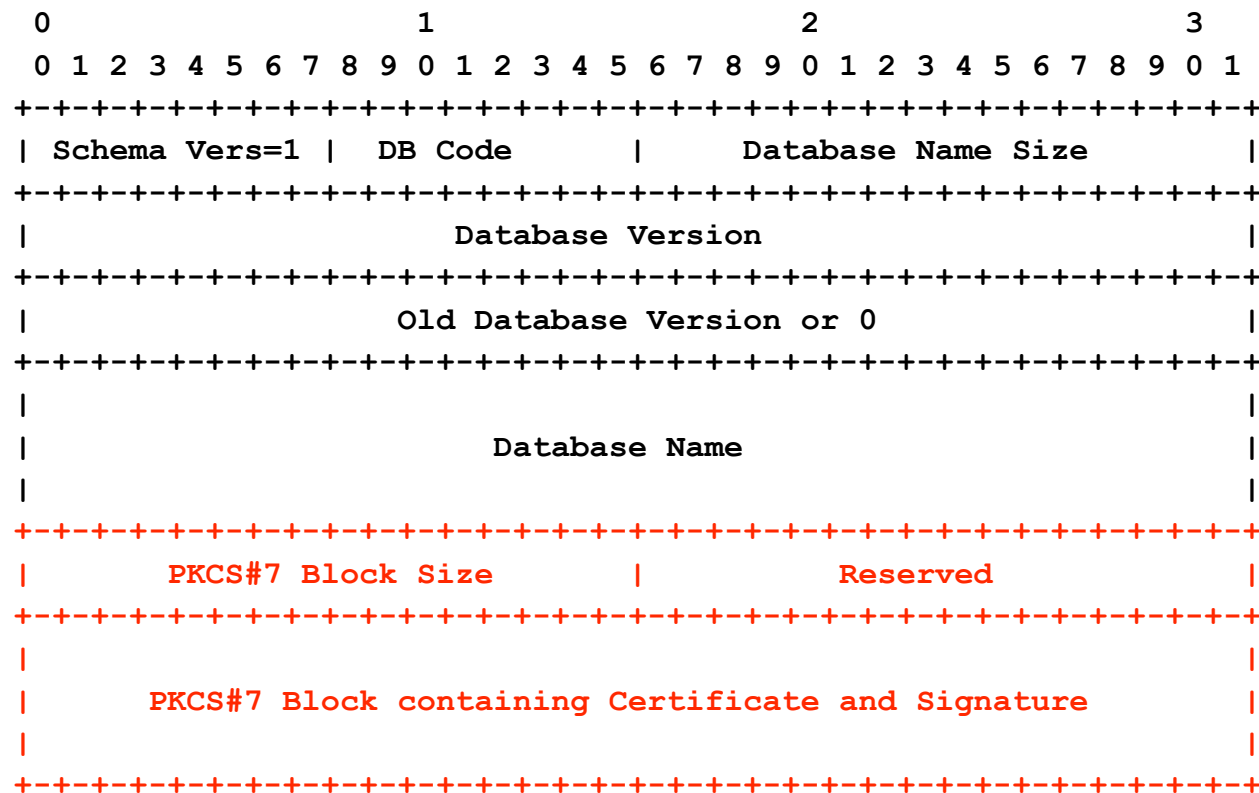 0                   1                   2                   3
0 1 2 3 4 5 6 7 8 9 0 1 2 3 4 5 6 7 8 9 0 1 2 3 4 5 6 7 8 9 0 1
+-+-+-+-+-+-+-+-+-+-+-+-+-+-+-+-+-+-+-+-+-+-+-+-+-+-+-+-+-+-+-+-+
| Schema Vers=1 |  DB Code      |     Database Name Size        |
+-+-+-+-+-+-+-+-+-+-+-+-+-+-+-+-+-+-+-+-+-+-+-+-+-+-+-+-+-+-+-+-+
|                      Database Version                         |
+-+-+-+-+-+-+-+-+-+-+-+-+-+-+-+-+-+-+-+-+-+-+-+-+-+-+-+-+-+-+-+-+
|                   Old Database Version or 0                   |
+-+-+-+-+-+-+-+-+-+-+-+-+-+-+-+-+-+-+-+-+-+-+-+-+-+-+-+-+-+-+-+-+
|                                                               |
|                        Database Name                          |
|                                                               |
+-+-+-+-+-+-+-+-+-+-+-+-+-+-+-+-+-+-+-+-+-+-+-+-+-+-+-+-+-+-+-+-+
|       PKCS#7 Block Size       |          Reserved             |
+-+-+-+-+-+-+-+-+-+-+-+-+-+-+-+-+-+-+-+-+-+-+-+-+-+-+-+-+-+-+-+-+
|                                                               |
|      PKCS#7 Block containing Certificate and Signature        |
|                                                               |
+-+-+-+-+-+-+-+-+-+-+-+-+-+-+-+-+-+-+-+-+-+-+-+-+-+-+-+-+-+-+-+-+